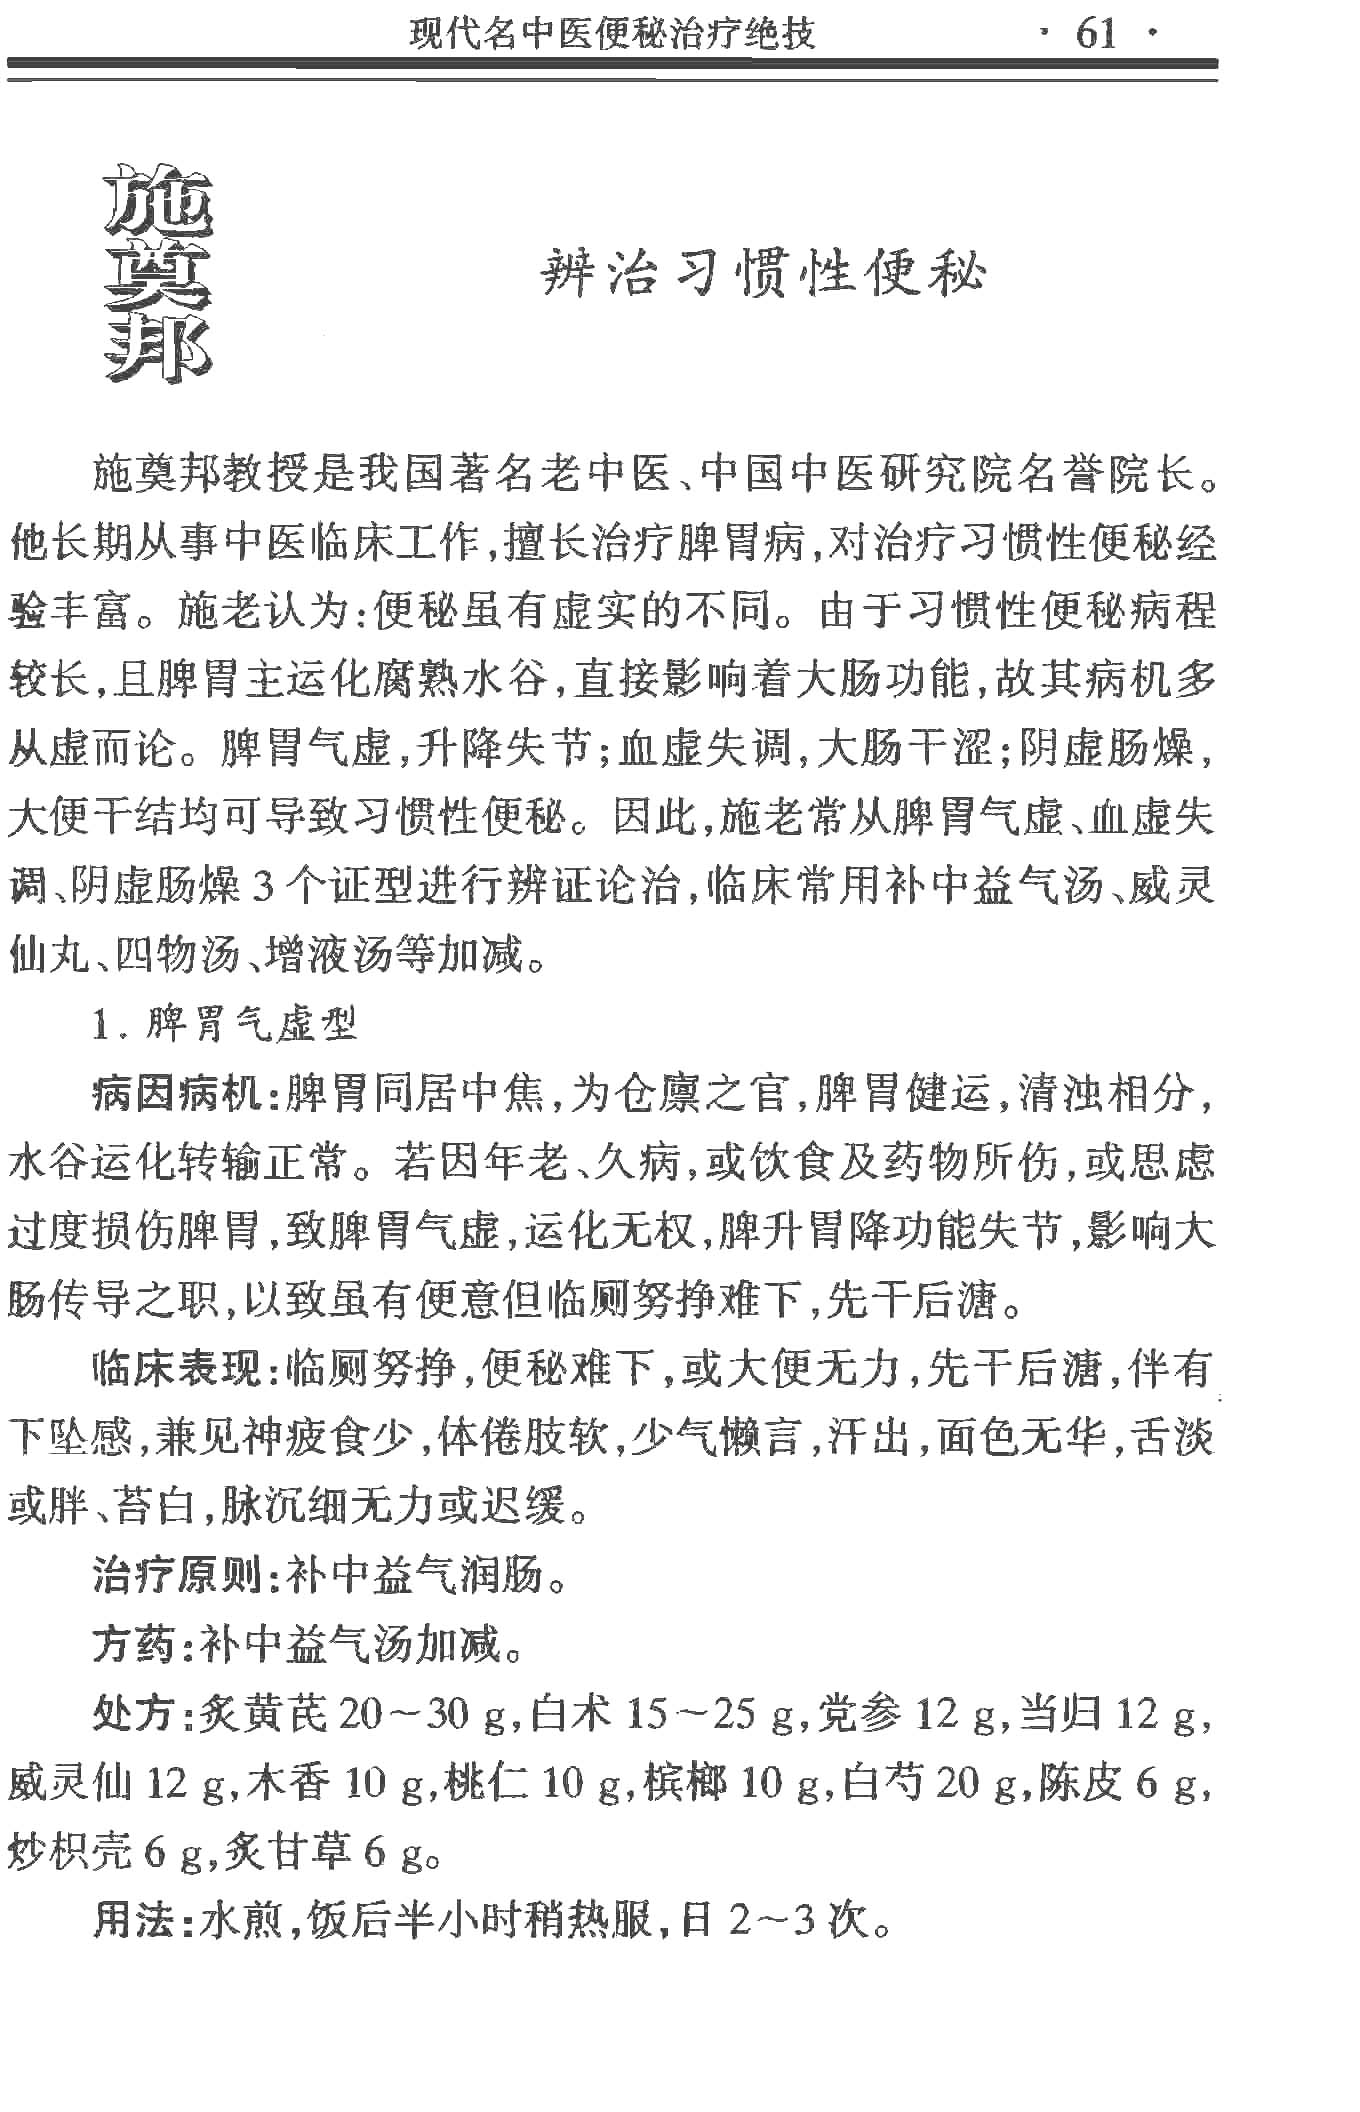 现代名中医便秘治疗绝技 · 61 ·
施奠邦
辨治习惯性便秘
施奠邦教授是我国著名老中医、中国中医研究院名誉院长。
他长期从事中医临床工作,擅长治疗脾胃病,对治疗习惯性便秘经
验丰富。施老认为:便秘虽有虚实的不同。由于习惯性便秘病程
较长,且脾胃主运化腐熟水谷,直接影响着大肠功能,故其病机多
从虚而论。脾胃气虚,升降失节;血虚失调,大肠干涩;阴虚肠燥,
大便干结均可导致习惯性便秘。因此,施老常从脾胃气虚、血虚失
调、阴虚肠燥 3 个证型进行辨证论治,临床常用补中益气汤、威灵
仙丸、四物汤、增液汤等加减。
1. 脾胃气虚型
病因病机:脾胃同居中焦,为仓廪之官,脾胃健运,清浊相分,
水谷运化转输正常。若因年老、久病,或饮食及药物所伤,或思虑
过度损伤脾胃,致脾胃气虚,运化无权,脾升胃降功能失节,影响大
肠传导之职,以致虽有便意但临厕努挣难下,先干后溏。
临床表现:临厕努挣,便秘难下,或大便无力,先干后溏,伴有
下坠感,兼见神疲食少,体倦肢软,少气懒言,汗出,面色无华,舌淡
或胖、苔白,脉沉细无力或迟缓。
治疗原则:补中益气润肠。
方药:补中益气汤加减。
处方:炙黄芪 20～30 g,白术 15～25 g,党参 12 g,当归 12 g,
威灵仙 12 g,木香 10 g,桃仁 10 g,槟榔 10 g,白芍 20 g,陈皮 6 g,
炒枳壳 6 g,炙甘草 6 g。
用法:水煎,饭后半小时稍热服,日 2～3 次。